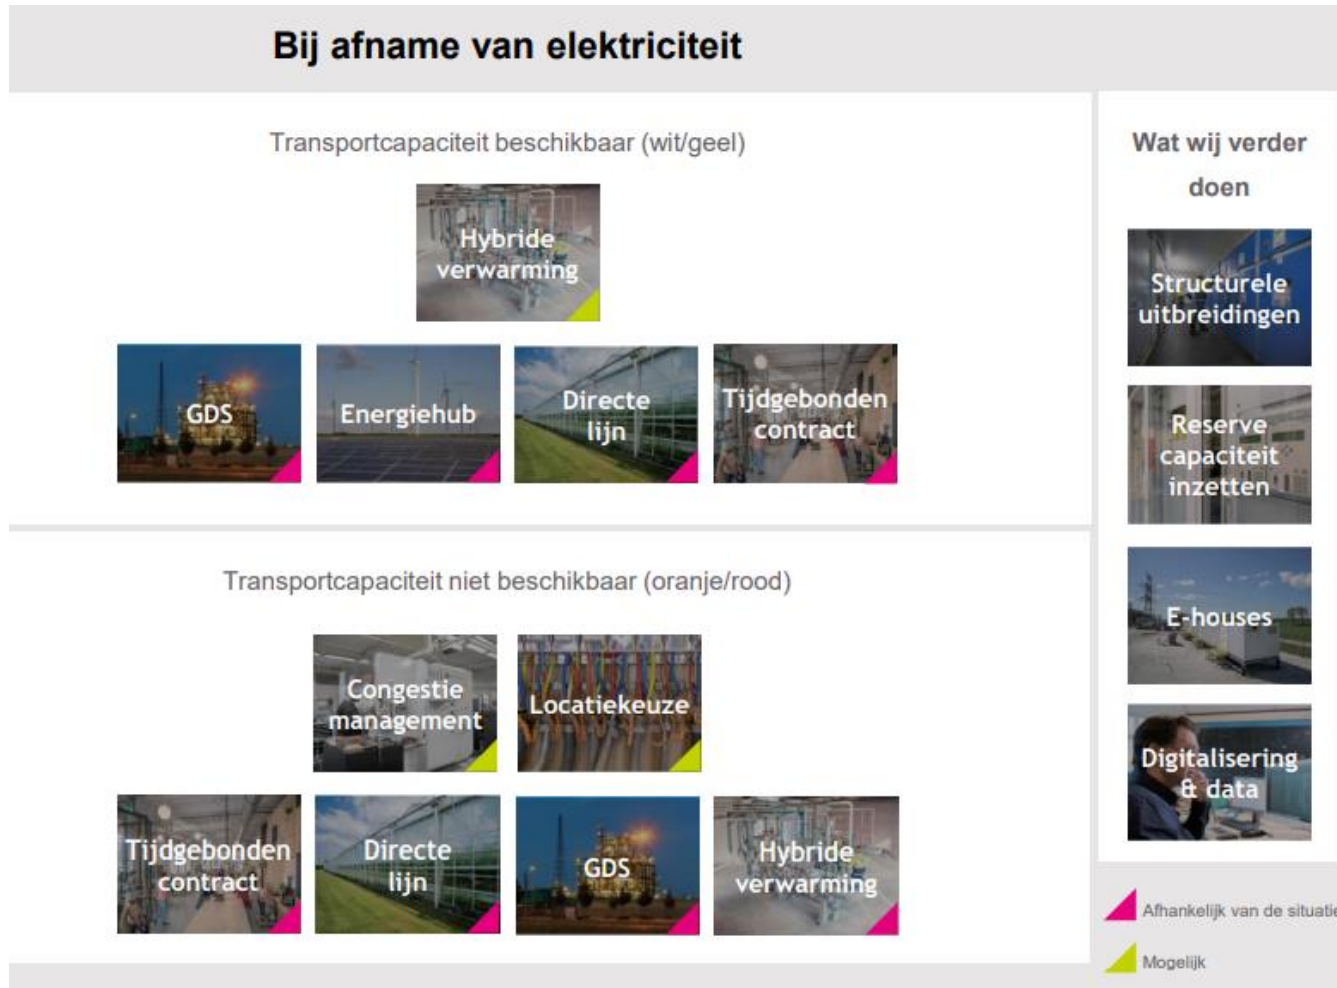 Bij afname van elektriciteit
Transportcapaciteit beschikbaar (wit/geel)
Hybride
verwarming
GDS
Energiehub
Directe
lijn
Tijdgebonden
contract
Transportcapaciteit niet beschikbaar (oranje/rood)
Congestie
management
Locatiekeuze
Tijdgebonden
contract
Directe
lijn
GDS
Hybride
verwarming
Wat wij verder
doen
Structurele
uitbreidingen
Reserve
capaciteit
inzetten
E-houses
Digitalisering
& data
Afhankelijk van de situatie
Mogelijk